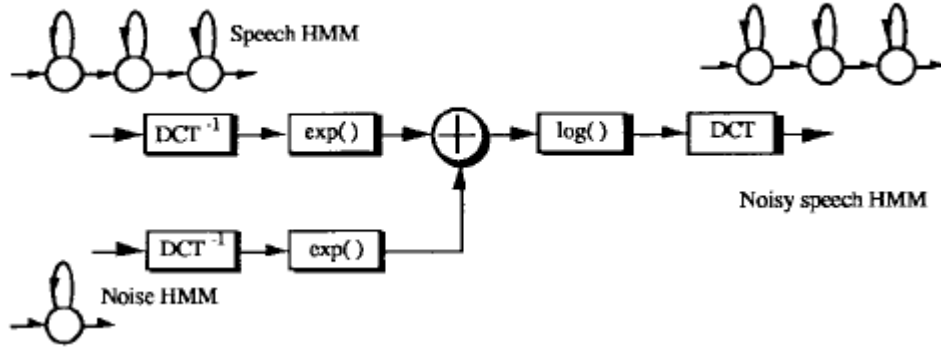 Speech HMM
DCT -1
exp()
log()
DCT
Noisy speech HMM
DCT -1
exp()
Noise HMM